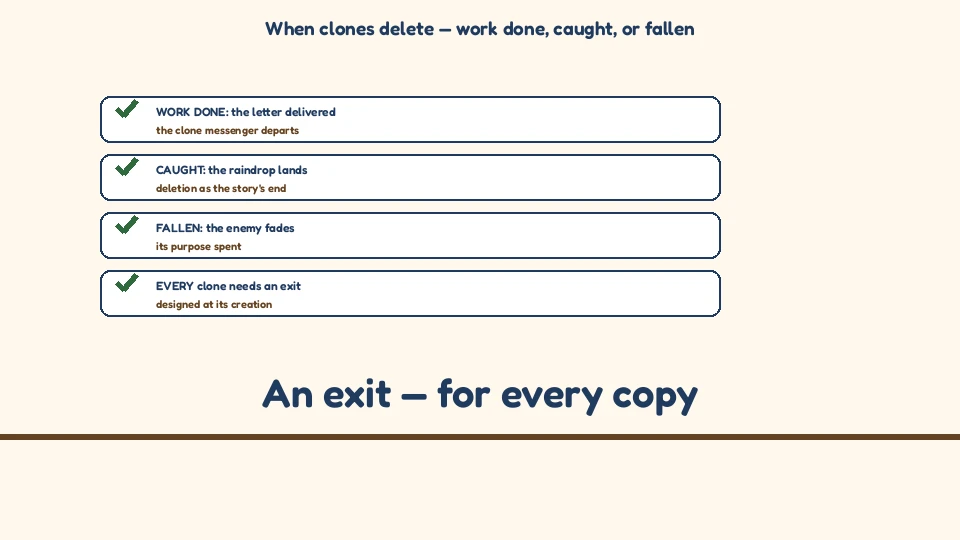 When clones delete — work done, caught, or fallen
WORK DONE: the letter delivered
the clone messenger departs
CAUGHT: the raindrop lands
deletion as the story's end
FALLEN: the enemy fades
its purpose spent
EVERY clone needs an exit
designed at its creation
An exit — for every copy